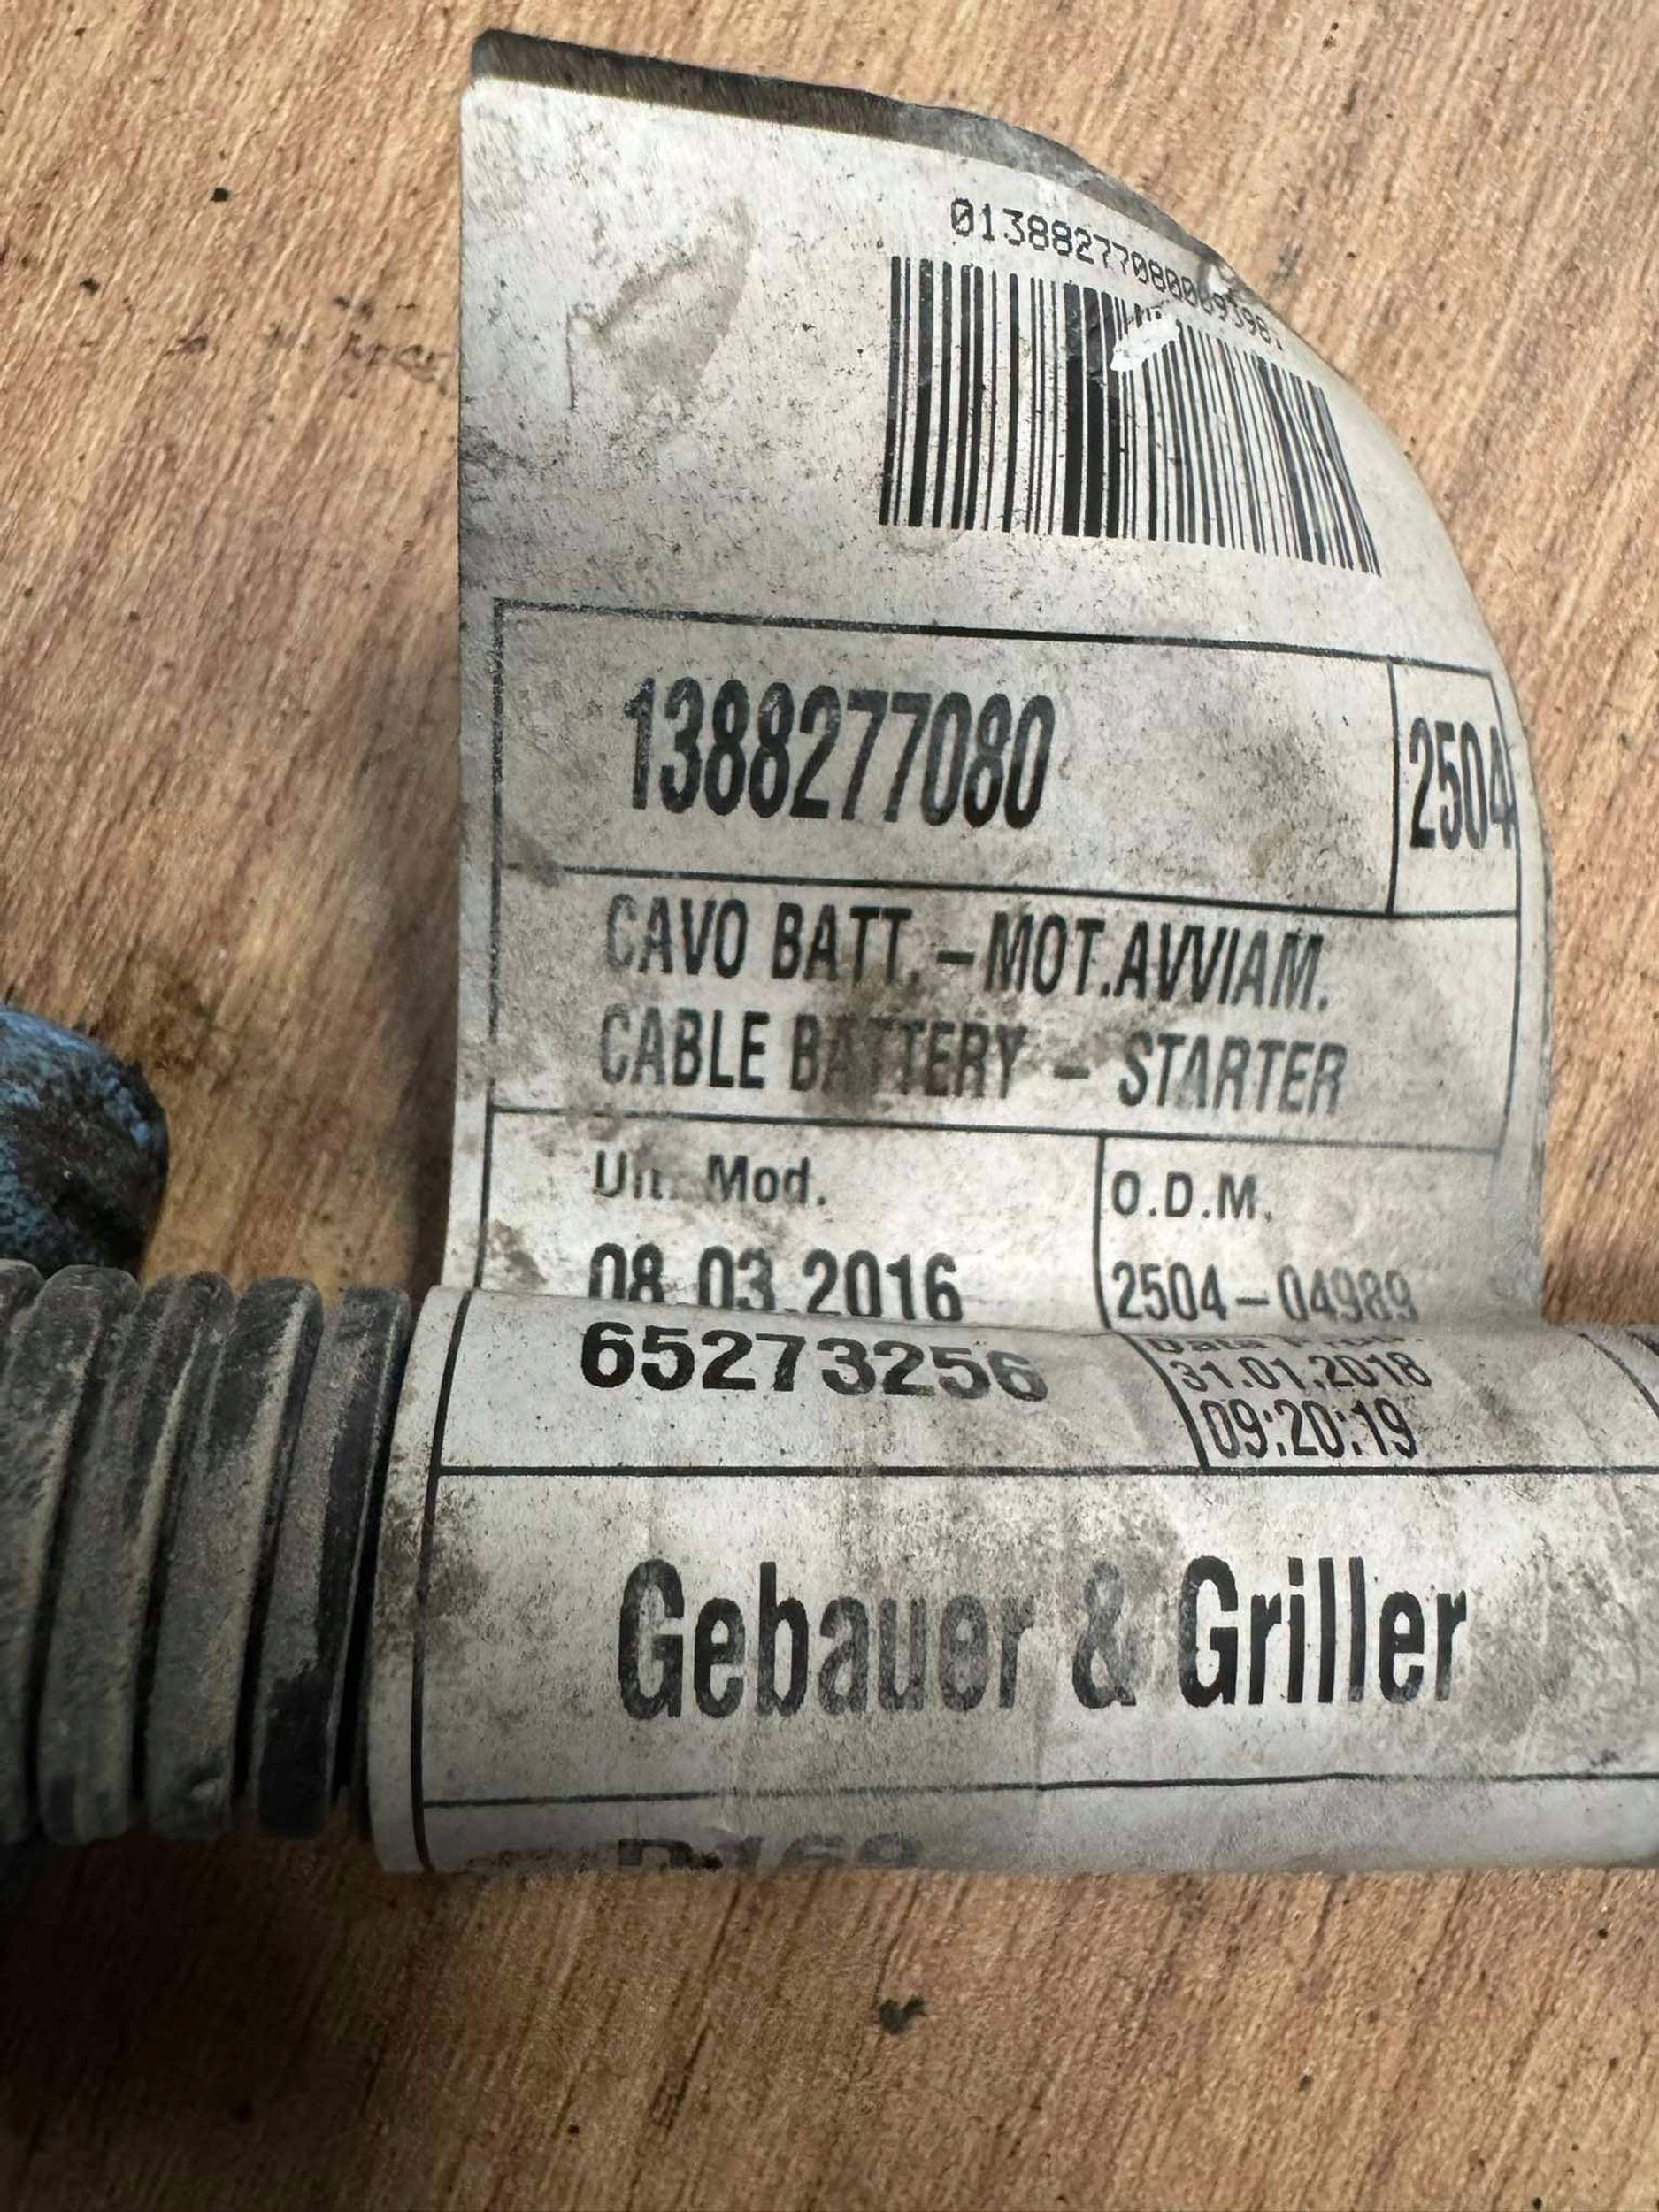 1388277080
2504
CAVO BATT. - MOT.AVVIAM.
CABLE BATTERY - STARTER
Ult. Mod.
O.D.M.
08.03.2016
2504-04989
65273256
31.01.2018
09:20:19
Gebauer & Griller